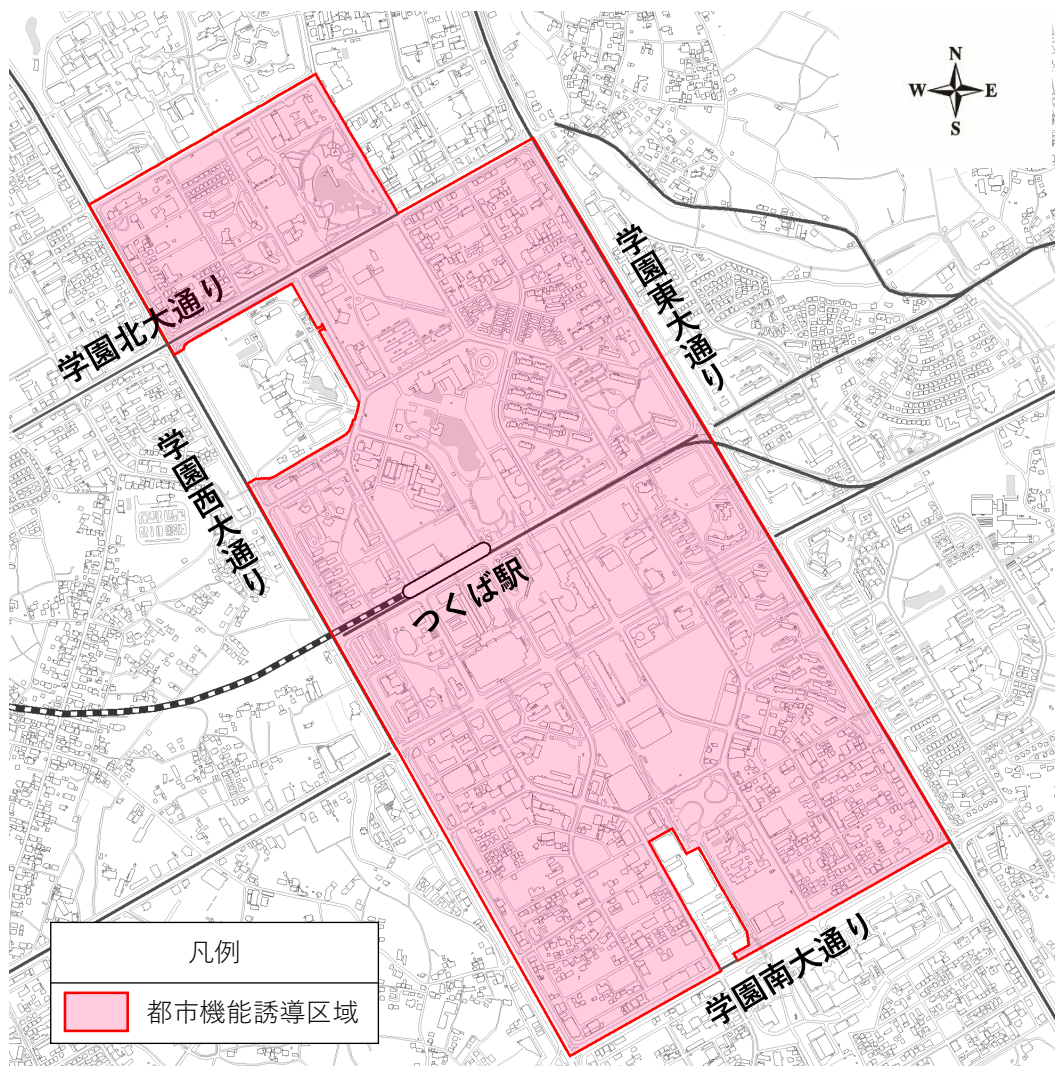 N
W E
S
学園北大通り
学園東大通り
学園西大通り
つくば駅
学園南大通り
凡例
都市機能誘導区域